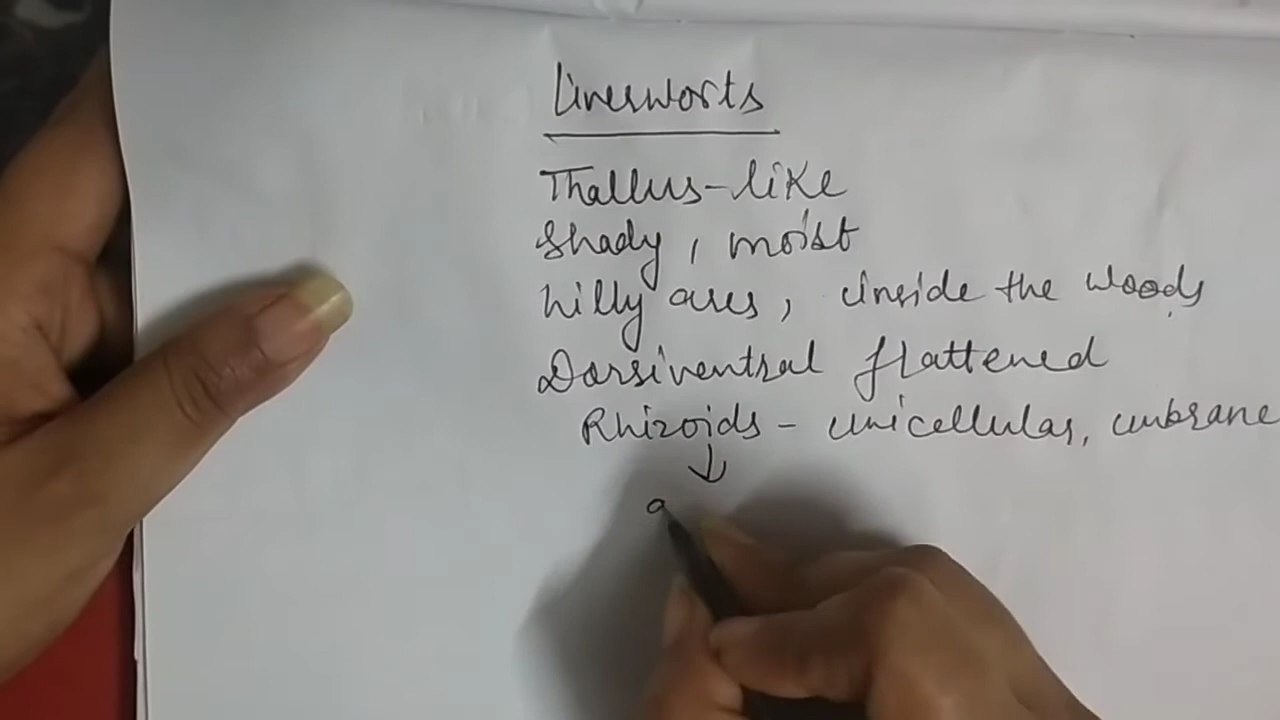 Liverworts
Thallus-like
Shady, moist
hilly ares, inside the woods
Dorsiventral flattened
Rhizoids - unicellular, unbrane
↓
a